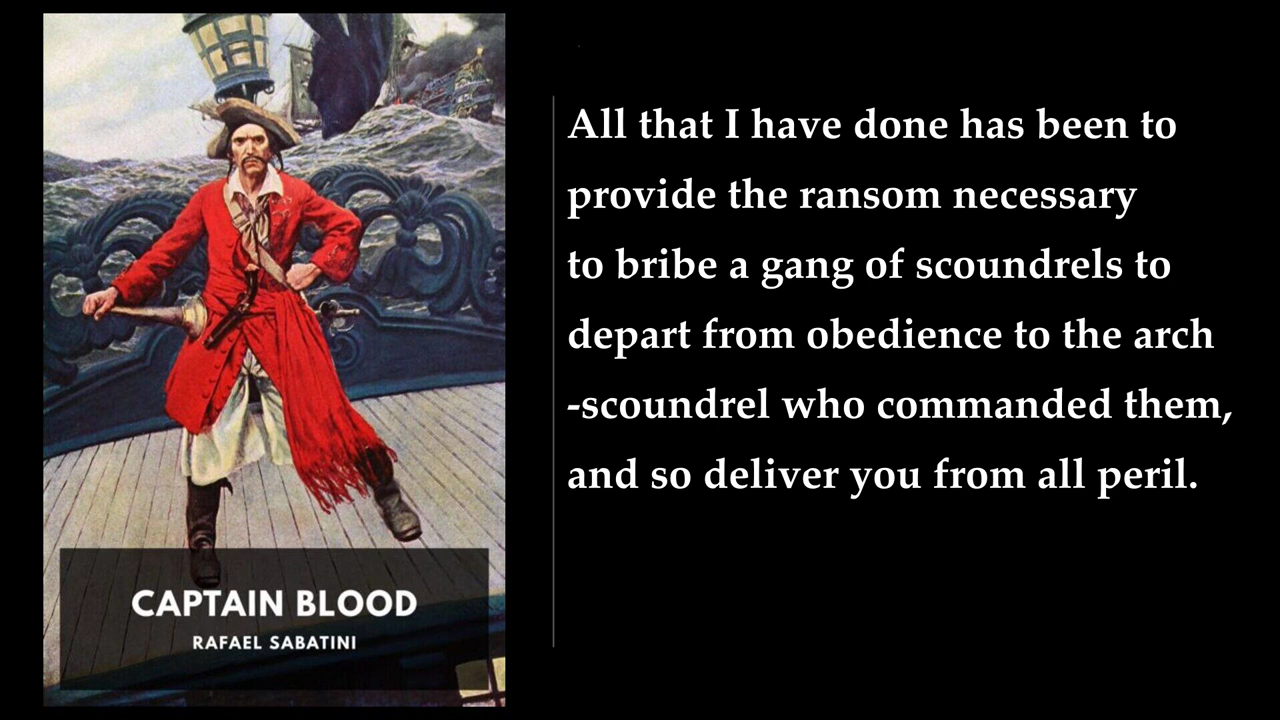 CAPTAIN BLOOD
RAFAEL SABATINI
All that I have done has been to
provide the ransom necessary
to bribe a gang of scoundrels to
depart from obedience to the arch
-scoundrel who commanded them,
and so deliver you from all peril.